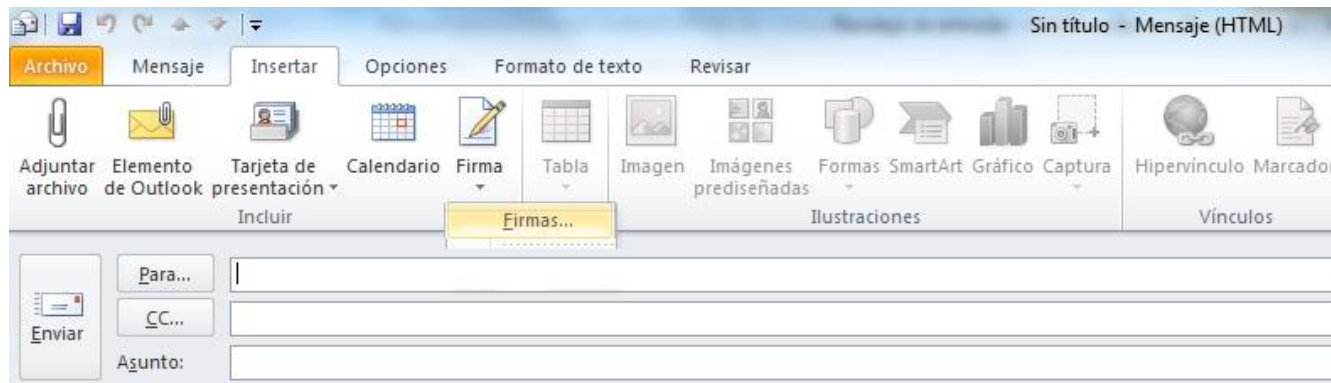 Sin título - Mensaje (HTML)
Archivo Mensaje Insertar Opciones Formato de texto Revisar
Adjuntar archivo Elemento de Outlook Tarjeta de presentación Calendario Firma Tabla Imagen Imágenes prediseñadas Formas SmartArt Gráfico Captura Hipervínculo Marcador
Incluir Ilustraciones Vínculos
Firmas...
Enviar
Para...
CC...
Asunto: